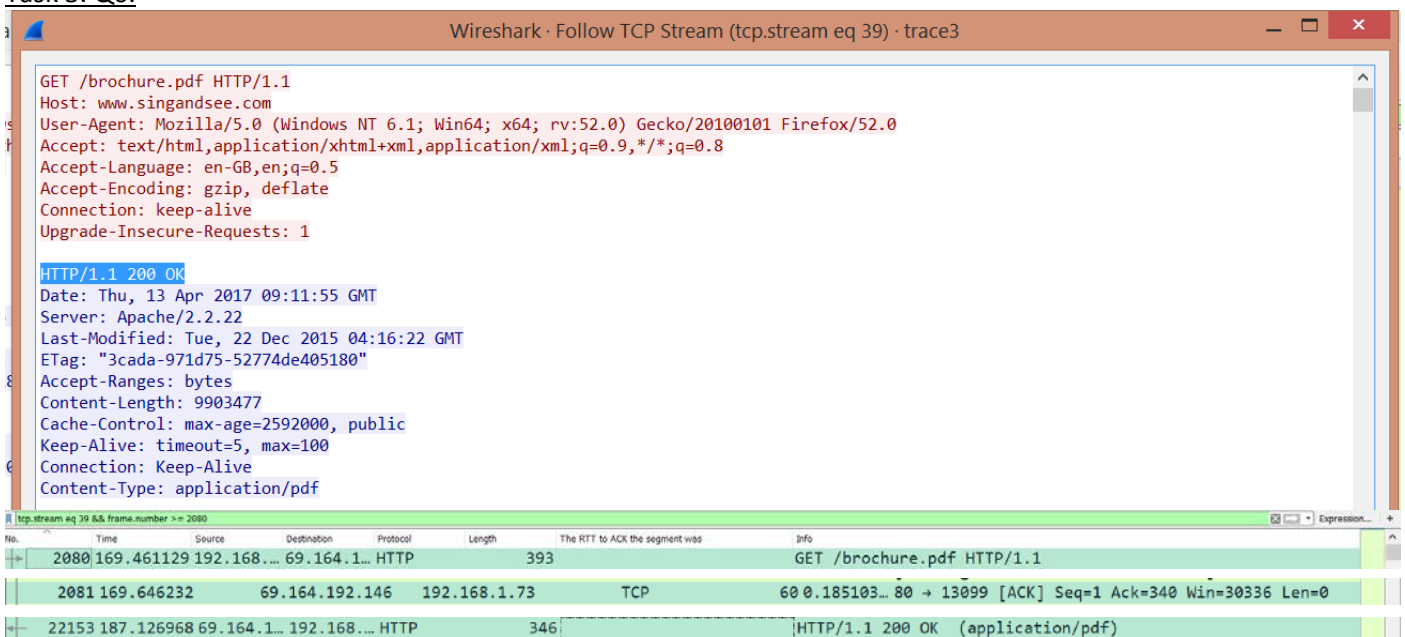 Wireshark · Follow TCP Stream (tcp.stream eq 39) · trace3
GET /brochure.pdf HTTP/1.1
Host: www.singandsee.com
User-Agent: Mozilla/5.0 (Windows NT 6.1; Win64; x64; rv:52.0) Gecko/20100101 Firefox/52.0
Accept: text/html,application/xhtml+xml,application/xml;q=0.9,*/*;q=0.8
Accept-Language: en-GB,en;q=0.5
Accept-Encoding: gzip, deflate
Connection: keep-alive
Upgrade-Insecure-Requests: 1
HTTP/1.1 200 OK
Date: Thu, 13 Apr 2017 09:11:55 GMT
Server: Apache/2.2.22
Last-Modified: Tue, 22 Dec 2015 04:16:22 GMT
ETag: "3cada-971d75-52774de405180"
Accept-Ranges: bytes
Content-Length: 9903477
Cache-Control: max-age=2592000, public
Keep-Alive: timeout=5, max=100
Connection: Keep-Alive
Content-Type: application/pdf
tcp.stream eq 39 && frame.number >= 2080 Expression... +
No. Time Source Destination Protocol Length The RTT to ACK the segment was Info
2080 169.461129 192.168.… 69.164.1… HTTP 393 GET /brochure.pdf HTTP/1.1
2081 169.646232 69.164.192.146 192.168.1.73 TCP 60 0.185103… 80 → 13099 [ACK] Seq=1 Ack=340 Win=30336 Len=0
22153 187.126968 69.164.1… 192.168.… HTTP 346 HTTP/1.1 200 OK (application/pdf)